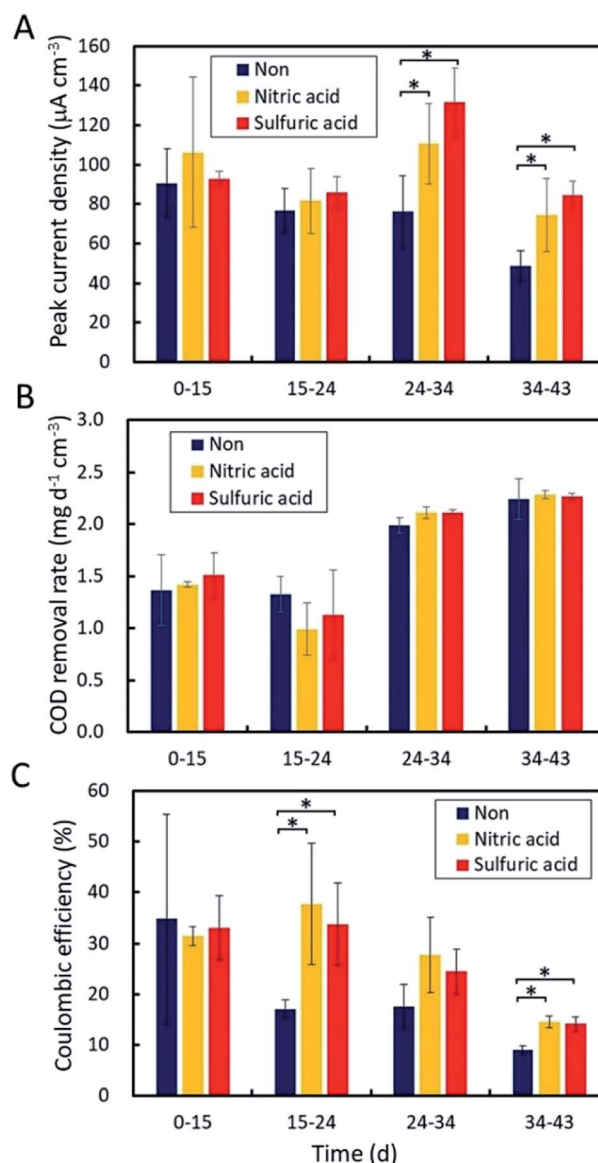 A
Peak current density (μA cm⁻³)
160
140
120
100
80
60
40
20
0
Non
Nitric acid
Sulfuric acid
* *
* *
0-15 15-24 24-34 34-43
B
COD removal rate (mg d⁻¹ cm⁻³)
3.0
2.5
2.0
1.5
1.0
0.5
0.0
Non
Nitric acid
Sulfuric acid
0-15 15-24 24-34 34-43
C
Coulombic efficiency (%)
60
50
40
30
20
10
0
* *
Non
Nitric acid
Sulfuric acid
* *
0-15 15-24 24-34 34-43
Time (d)